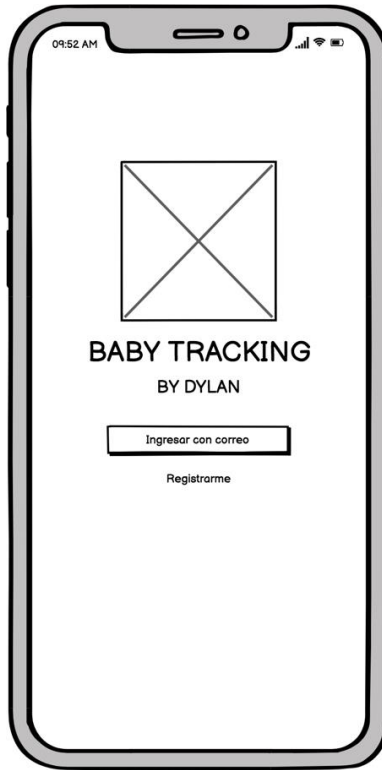 09:52 AM
BABY TRACKING
BY DYLAN
Ingresar con correo
Registrarme